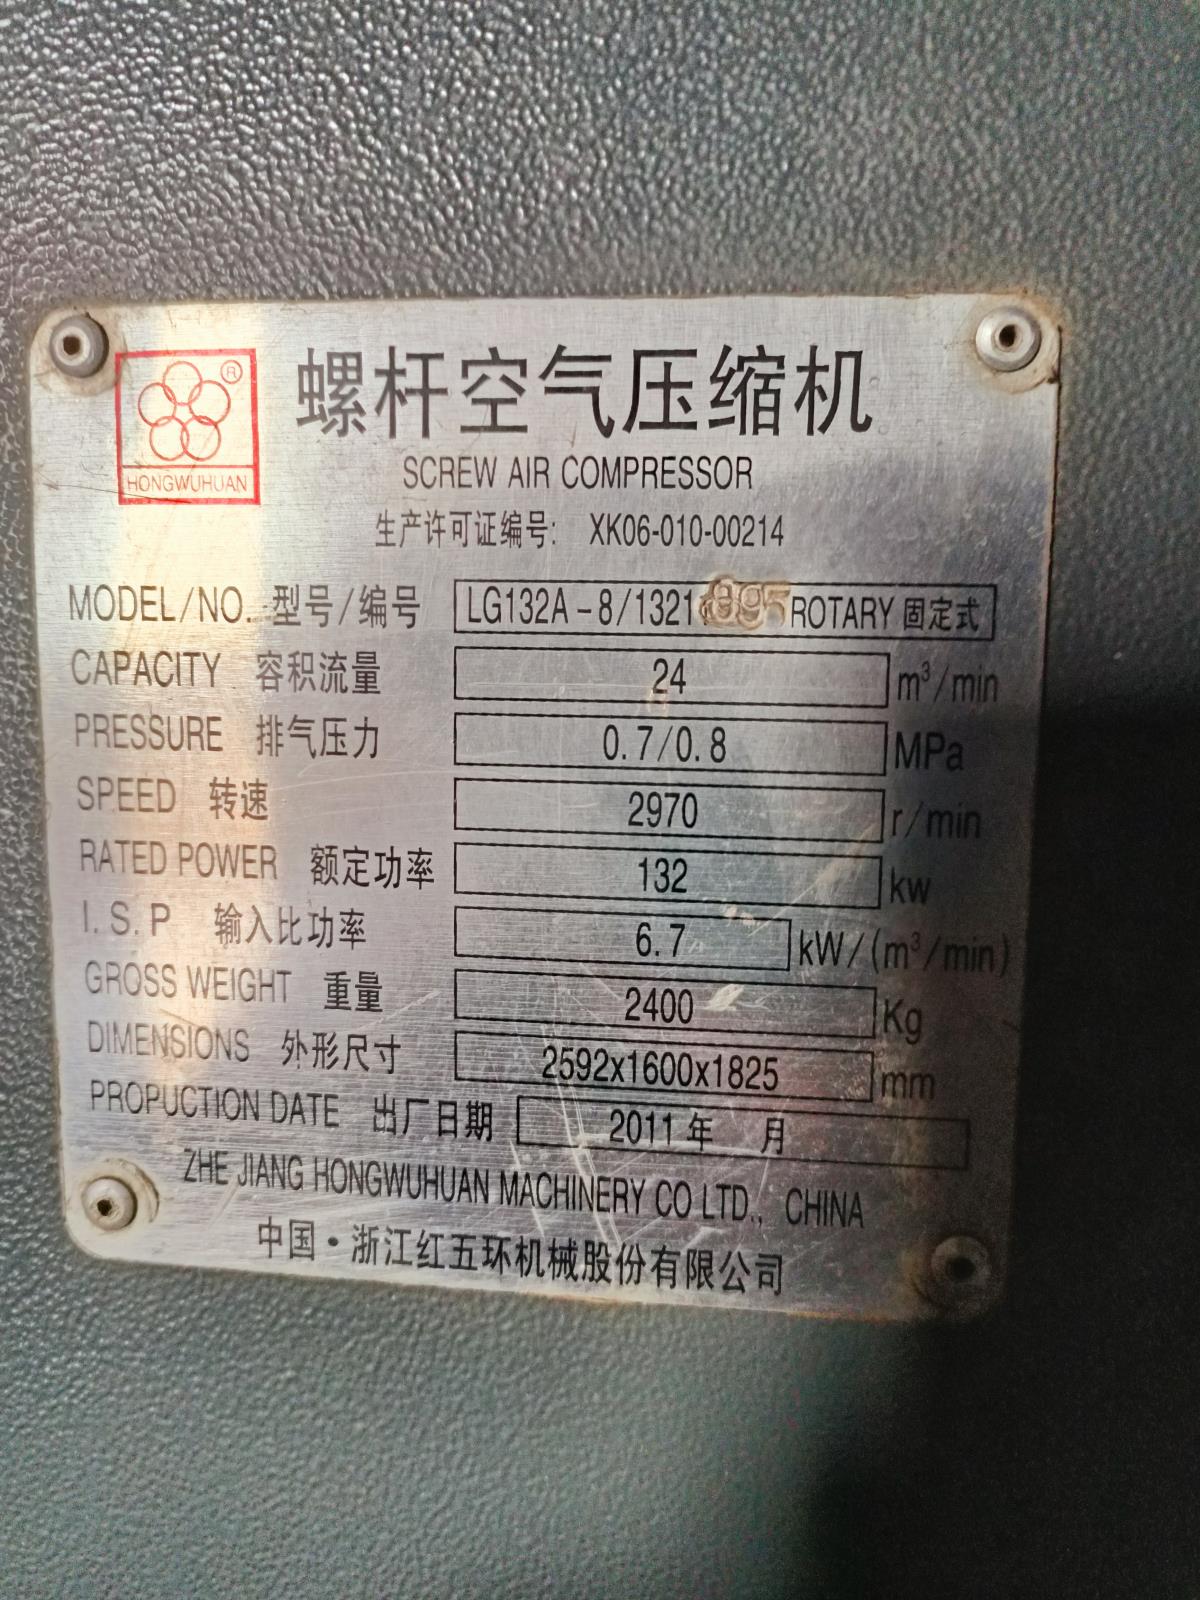 ®
HONGWUHUAN
螺杆空气压缩机
SCREW AIR COMPRESSOR
生产许可证编号: XK06-010-00214
MODEL/NO. 型号/编号 LG132A-8/1321 ROTARY 固定式
CAPACITY 容积流量 24 m³/min
PRESSURE 排气压力 0.7/0.8 MPa
SPEED 转速 2970 r/min
RATED POWER 额定功率 132 kw
I.S.P 输入比功率 6.7 kW/(m³/min)
GROSS WEIGHT 重量 2400 Kg
DIMENSIONS 外形尺寸 2592x1600x1825 mm
PROPUCTION DATE 出厂日期 2011年 月
ZHE JIANG HONGWUHUAN MACHINERY CO LTD., CHINA
中国·浙江红五环机械股份有限公司